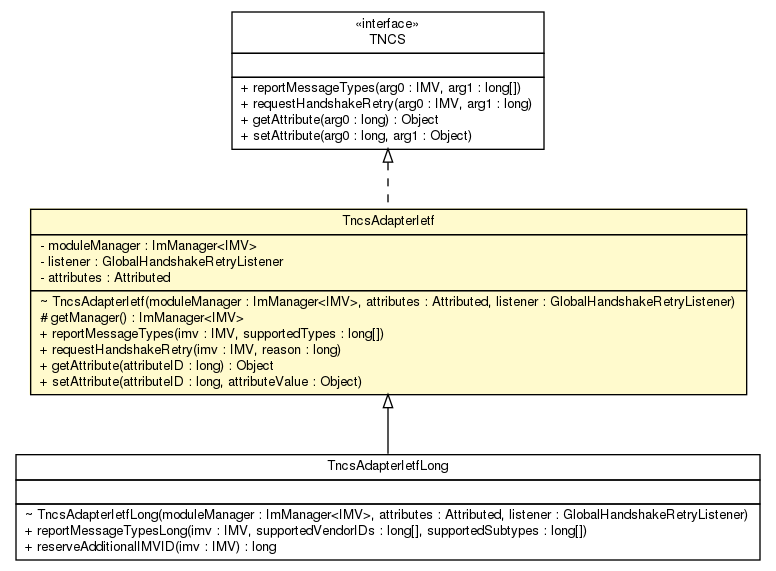 «interface»
TNCS
+ reportMessageTypes(arg0 : IMV, arg1 : long[])
+ requestHandshakeRetry(arg0 : IMV, arg1 : long)
+ getAttribute(arg0 : long) : Object
+ setAttribute(arg0 : long, arg1 : Object)
TncsAdapterIetf
- moduleManager : ImManager<IMV>
- listener : GlobalHandshakeRetryListener
- attributes : Attributed
~ TncsAdapterIetf(moduleManager : ImManager<IMV>, attributes : Attributed, listener : GlobalHandshakeRetryListener)
# getManager() : ImManager<IMV>
+ reportMessageTypes(imv : IMV, supportedTypes : long[])
+ requestHandshakeRetry(imv : IMV, reason : long)
+ getAttribute(attributeID : long) : Object
+ setAttribute(attributeID : long, attributeValue : Object)
TncsAdapterIetfLong
~ TncsAdapterIetfLong(moduleManager : ImManager<IMV>, attributes : Attributed, listener : GlobalHandshakeRetryListener)
+ reportMessageTypesLong(imv : IMV, supportedVendorIDs : long[], supportedSubtypes : long[])
+ reserveAdditionalIMVID(imv : IMV) : long